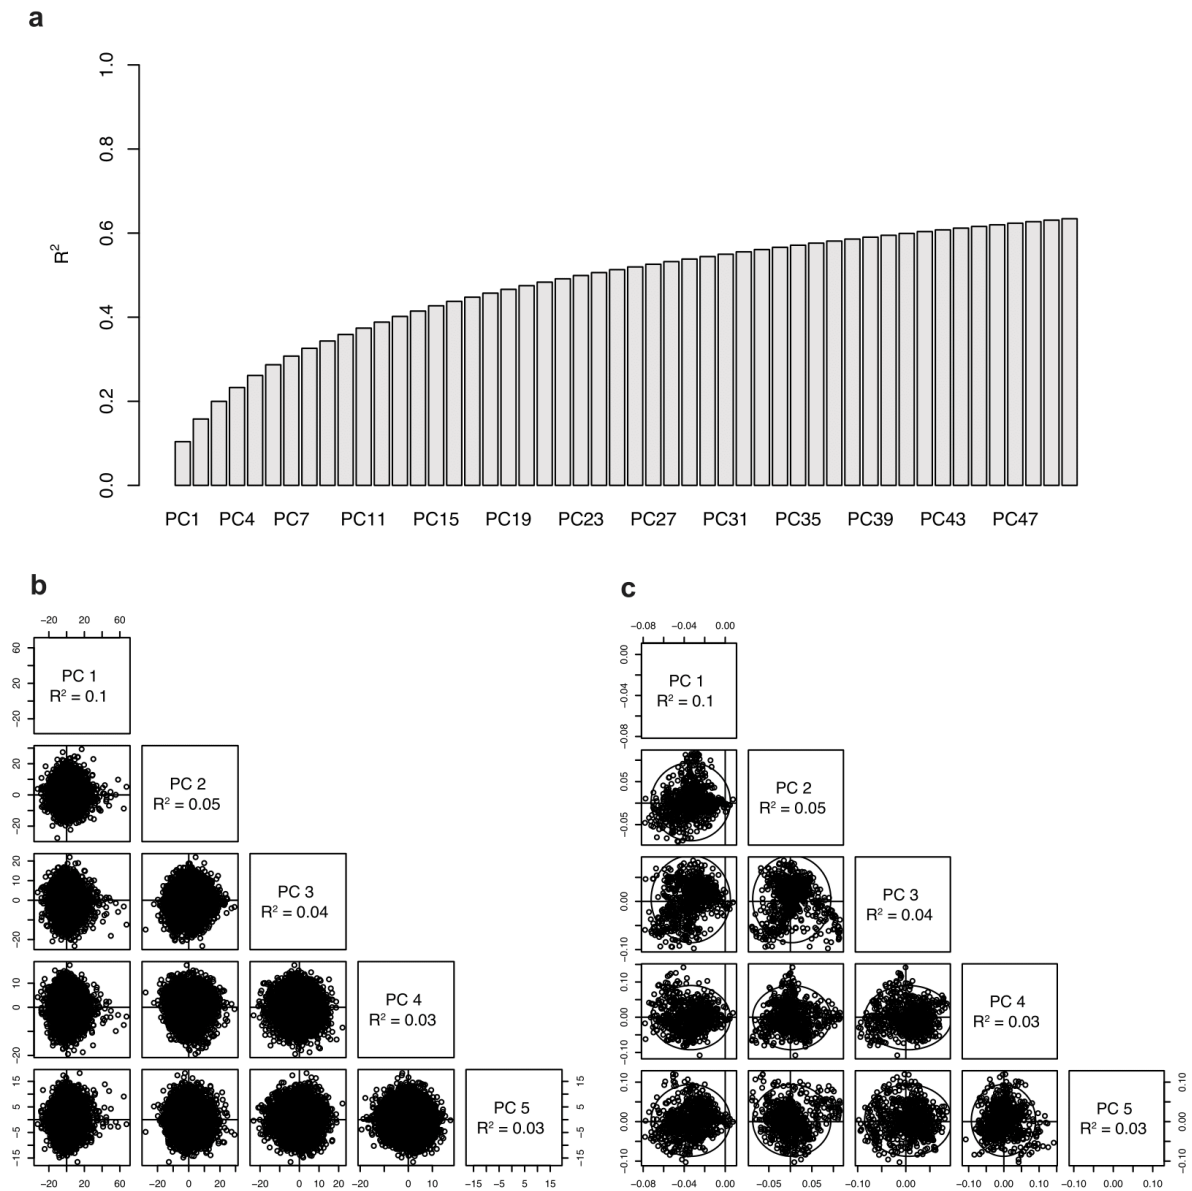 a
1.0
0.8
0.6
0.4
0.2
0.0
R²
PC1 PC4 PC7 PC11 PC15 PC19 PC23 PC27 PC31 PC35 PC39 PC43 PC47
b
−20 0 20 60
60
20
−20
PC 1
R² = 0.1
20
0
−20
PC 2
R² = 0.05
20
10
0
−20
PC 3
R² = 0.04
10
0
−20
PC 4
R² = 0.03
15
5
−5
−15
PC 5
R² = 0.03
15
5
−5
−15
−20 0 20 60
−20 0 10 20
−20 0 10 20
−20 0 10
−15 −5 5 15
c
−0.08 −0.04 0.00
0.00
−0.04
−0.08
PC 1
R² = 0.1
0.05
−0.05
PC 2
R² = 0.05
0.00
−0.10
PC 3
R² = 0.04
0.10
0.00
−0.10
PC 4
R² = 0.03
0.10
0.00
−0.10
PC 5
R² = 0.03
0.10
0.00
−0.10
−0.08 −0.04 0.00
−0.05 0.05
−0.10 0.00
−0.10 0.00 0.10
−0.10 0.00 0.10